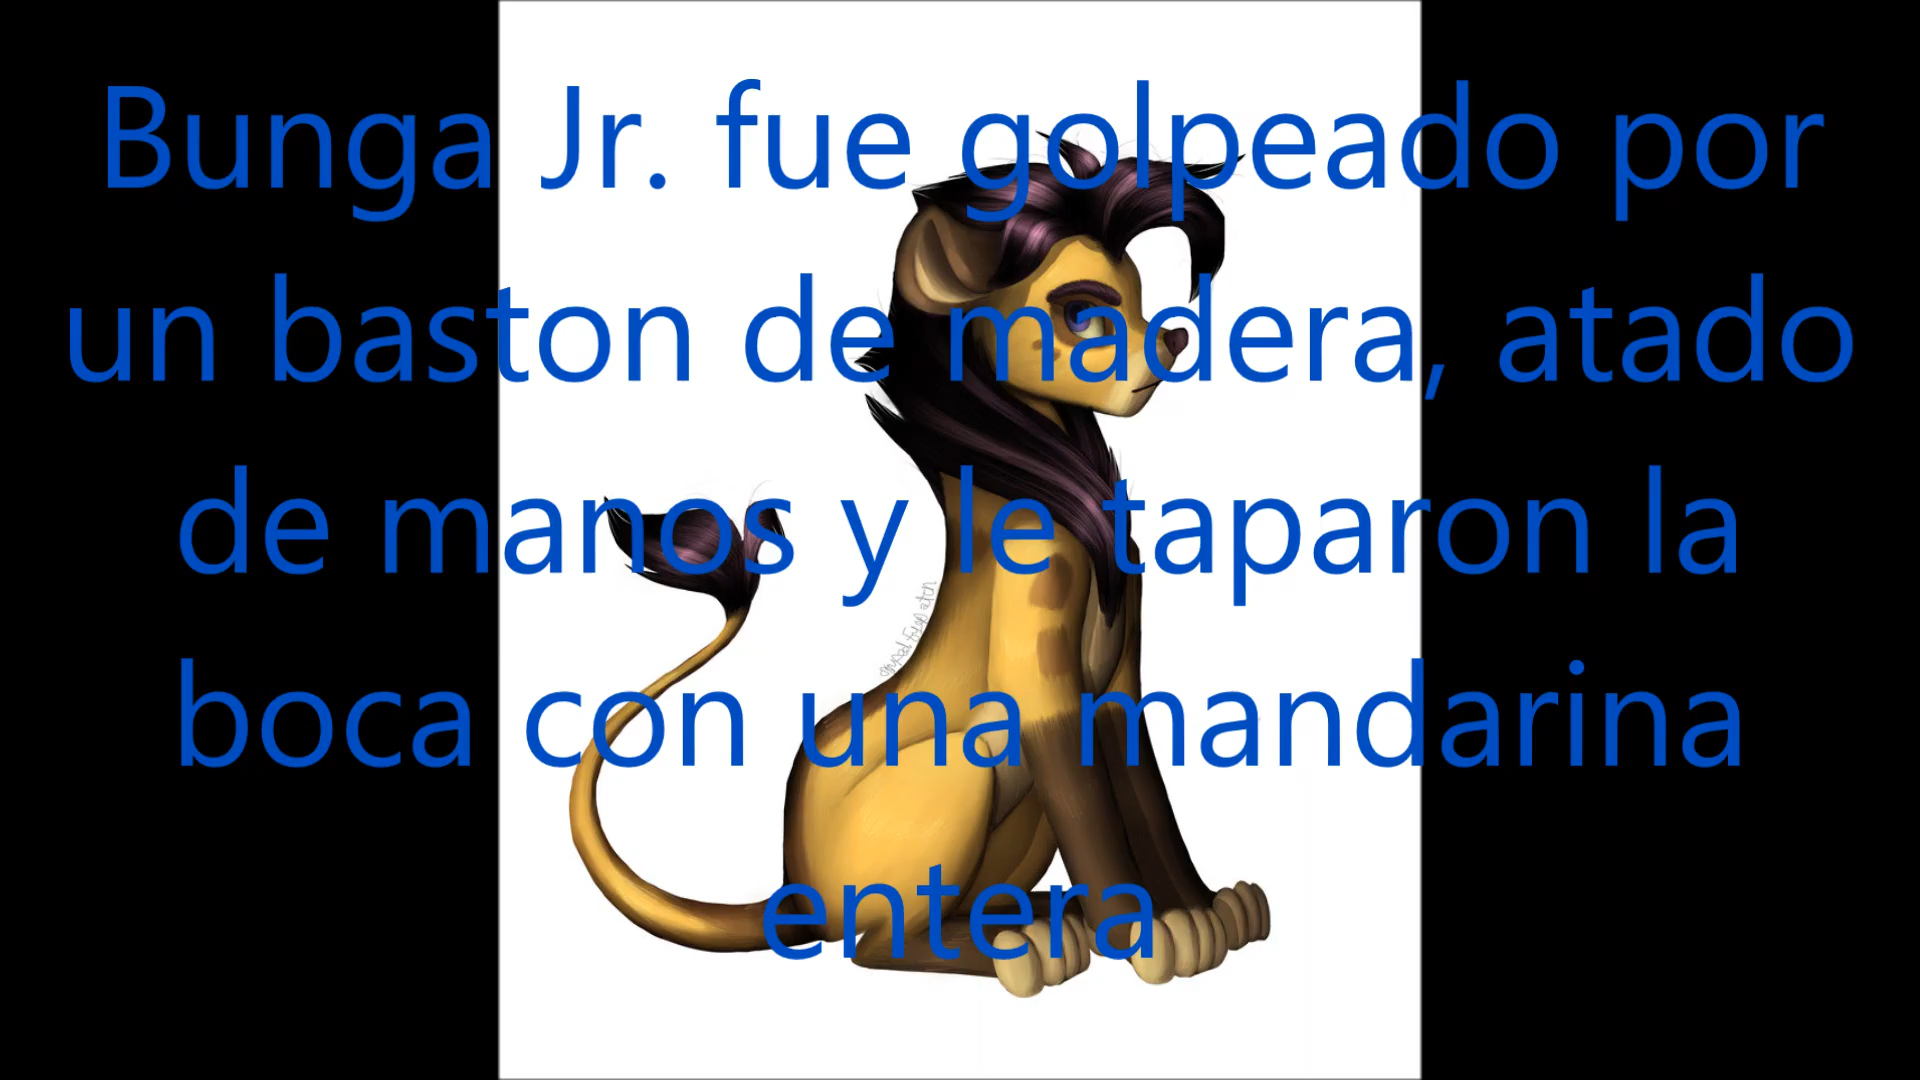 Bunga Jr. fue golpeado por
un baston de madera, atado
de manos y le taparon la
boca con una mandarina
entera